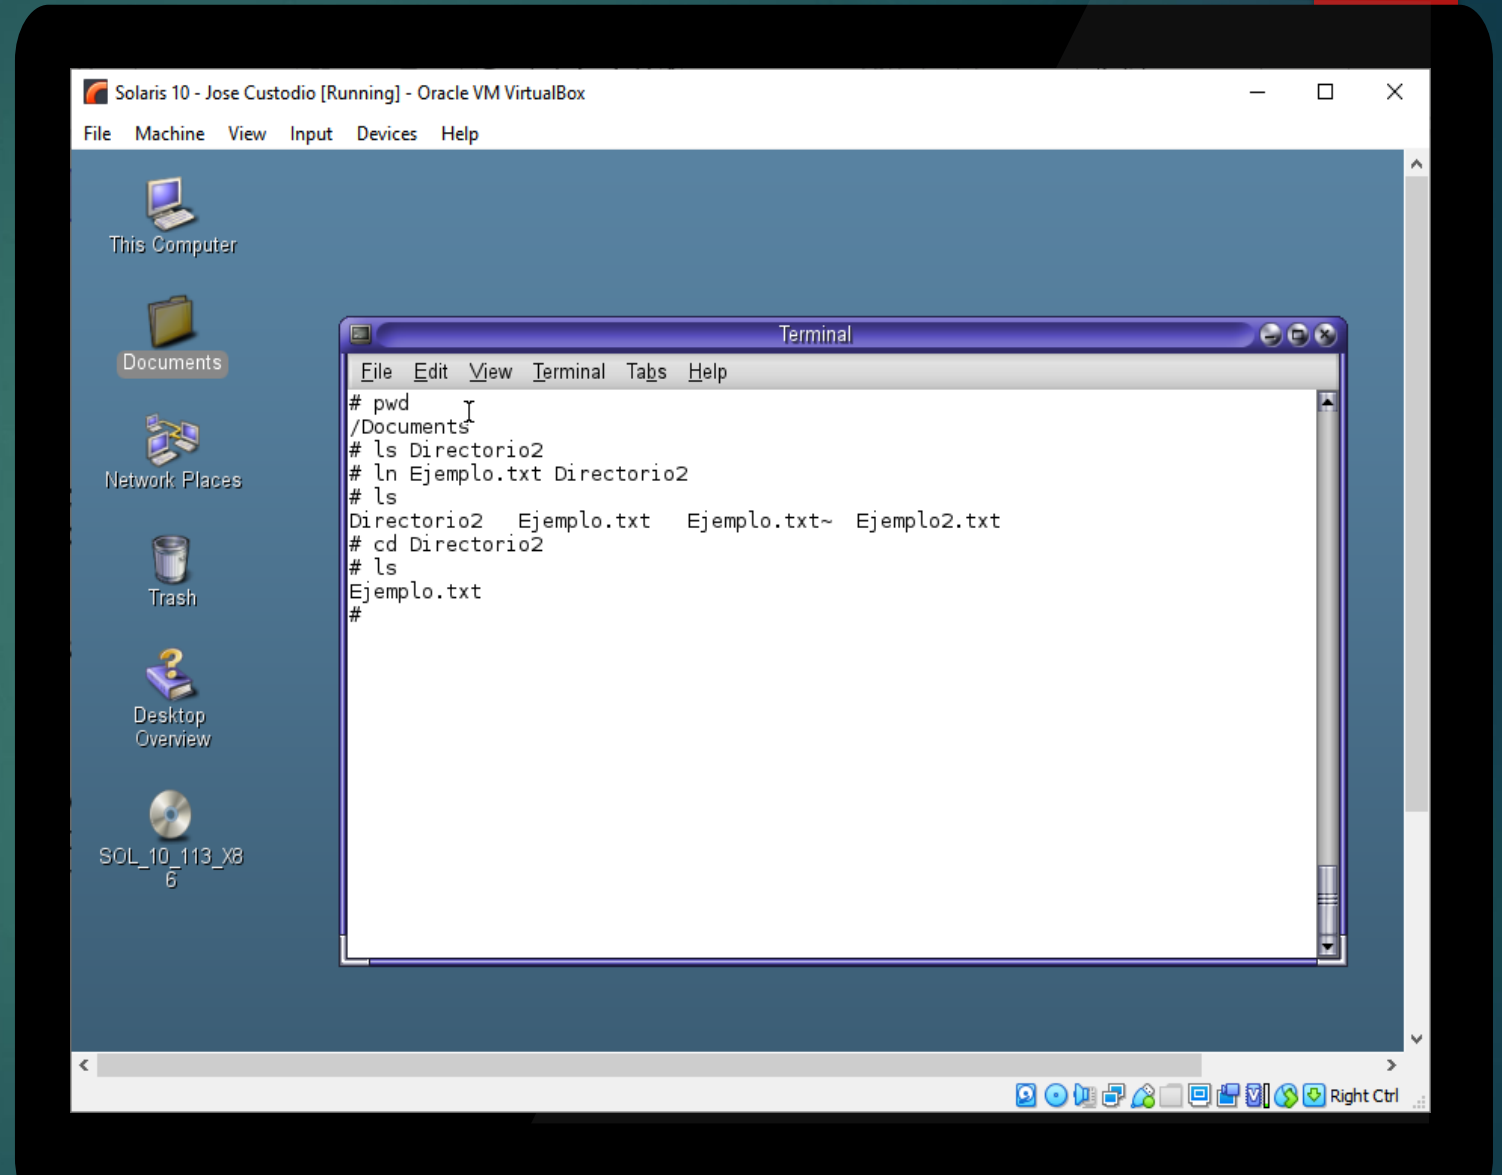 Solaris 10 - Jose Custodio [Running] - Oracle VM VirtualBox
File Machine View Input Devices Help
This Computer
Documents
Network Places
Trash
Desktop
Overview
SOL_10_113_X8
6
Terminal
File Edit View Terminal Tabs Help
# pwd
/Documents
# ls Directorio2
# ln Ejemplo.txt Directorio2
# ls
Directorio2 Ejemplo.txt Ejemplo.txt~ Ejemplo2.txt
# cd Directorio2
# ls
Ejemplo.txt
#
Right Ctrl